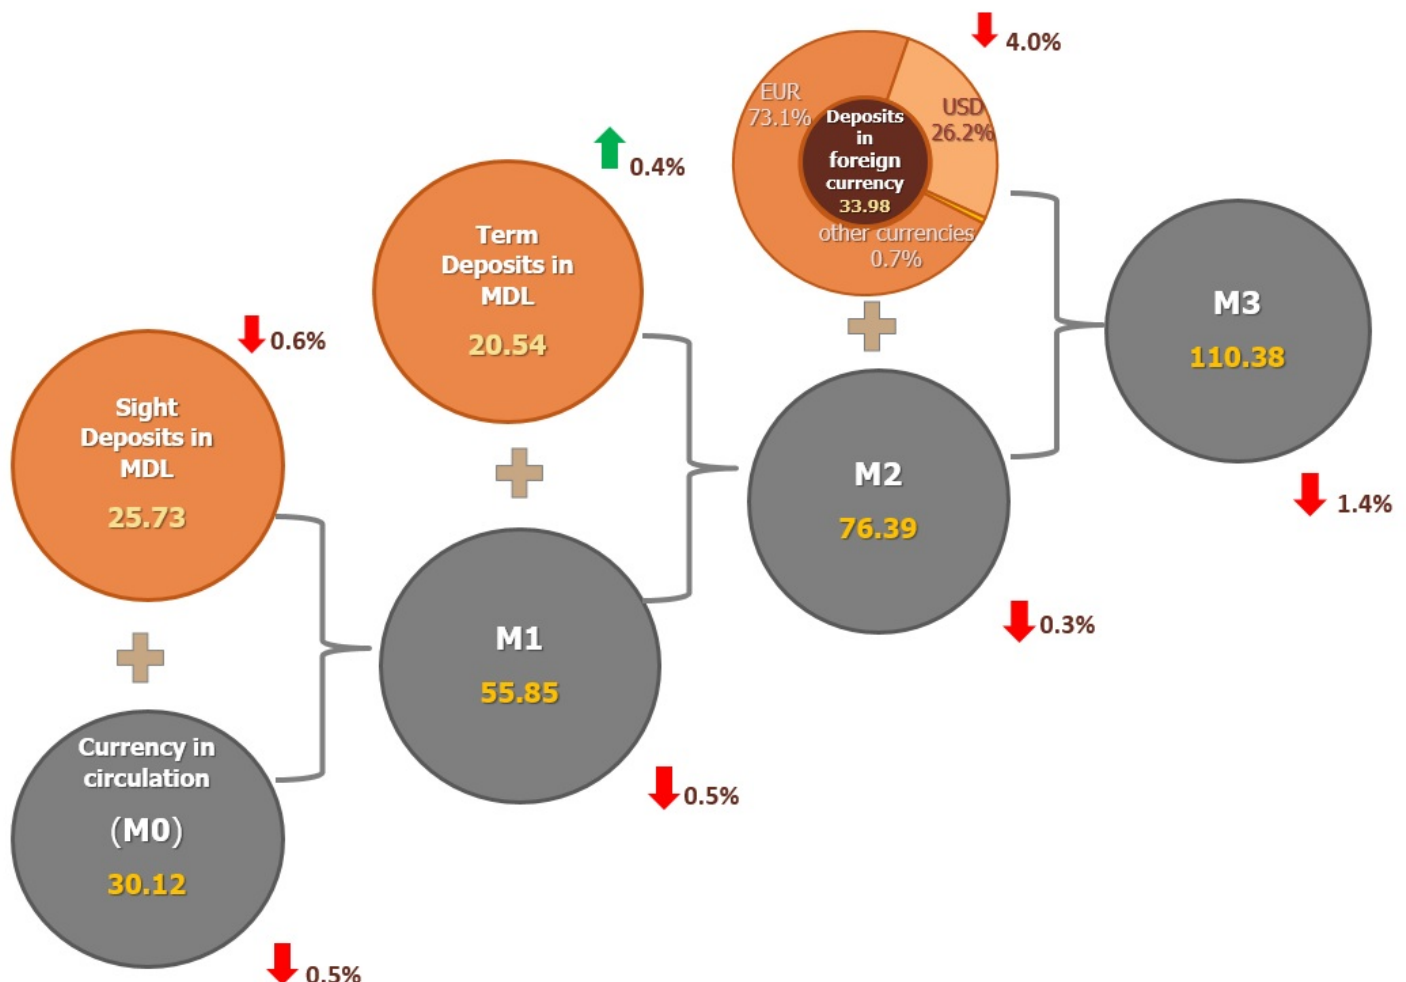 4.0%
EUR
73.1%
USD
26.2%
Deposits
in
foreign
currency
33.98
other currencies
0.7%
0.4%
Term
Deposits in
MDL
20.54
M3
110.38
1.4%
0.6%
Sight
Deposits in
MDL
25.73
M2
76.39
0.3%
M1
55.85
0.5%
Currency in
circulation
(M0)
30.12
0.5%